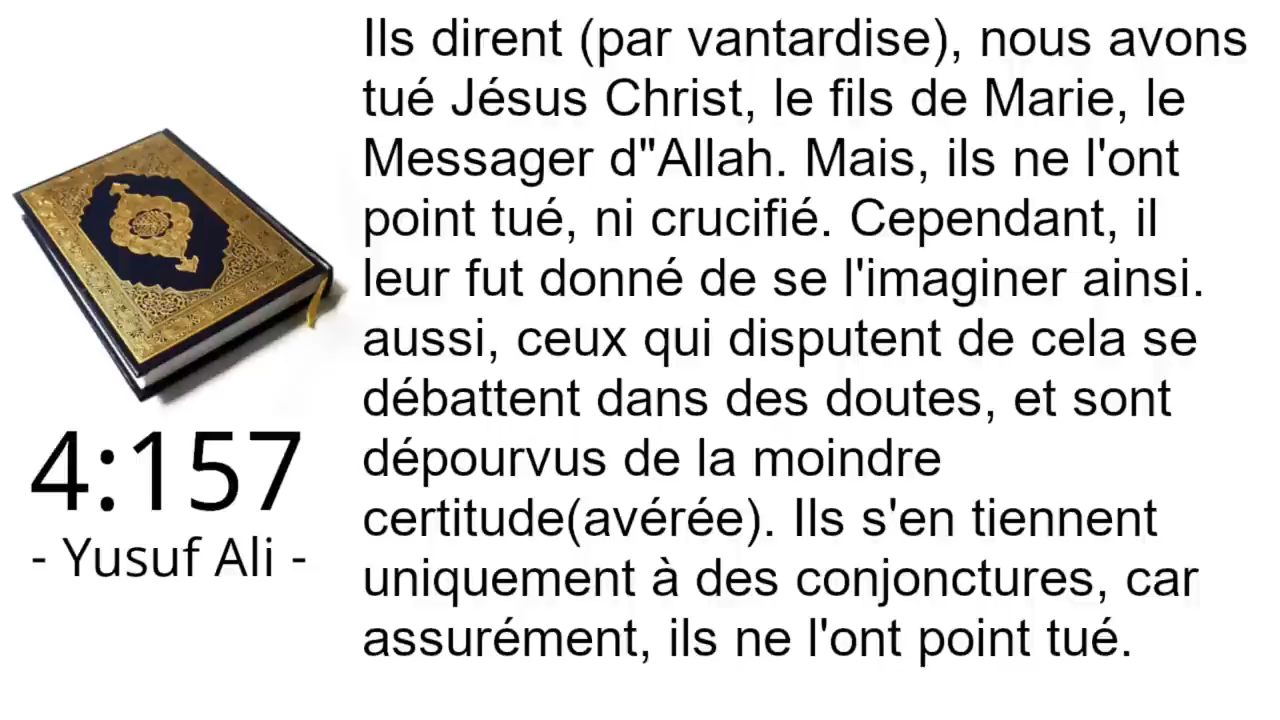 Ils dirent (par vantardise), nous avons
tué Jésus Christ, le fils de Marie, le
Messager d"Allah. Mais, ils ne l'ont
point tué, ni crucifié. Cependant, il
leur fut donné de se l'imaginer ainsi.
aussi, ceux qui disputent de cela se
débattent dans des doutes, et sont
dépourvus de la moindre
certitude(avérée). Ils s'en tiennent
uniquement à des conjonctures, car
assurément, ils ne l'ont point tué.
4:157
- Yusuf Ali -